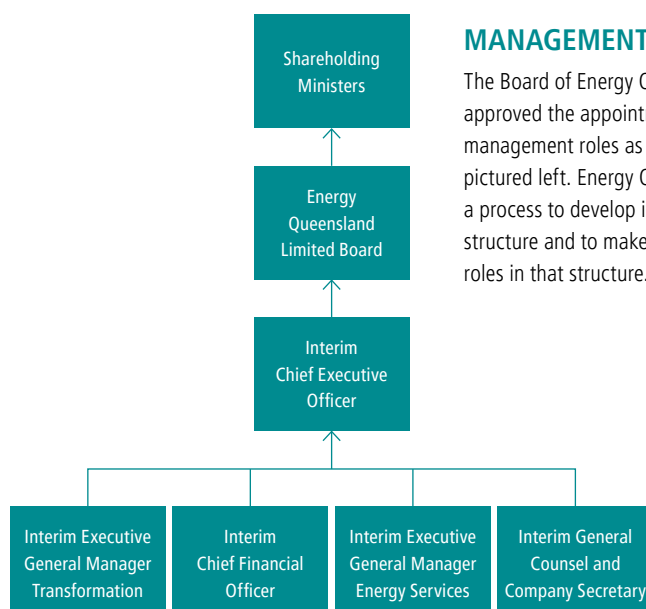 Shareholding
Ministers
Energy
Queensland
Limited Board
Interim
Chief Executive
Officer
Interim Executive
General Manager
Transformation
Interim
Chief Financial
Officer
Interim Executive
General Manager
Energy Services
Interim General
Counsel and
Company Secretary
MANAGEMENT
The Board of Energy
approved the
management roles as
pictured left. Energy
a process to develop
structure and to make
roles in that structure.